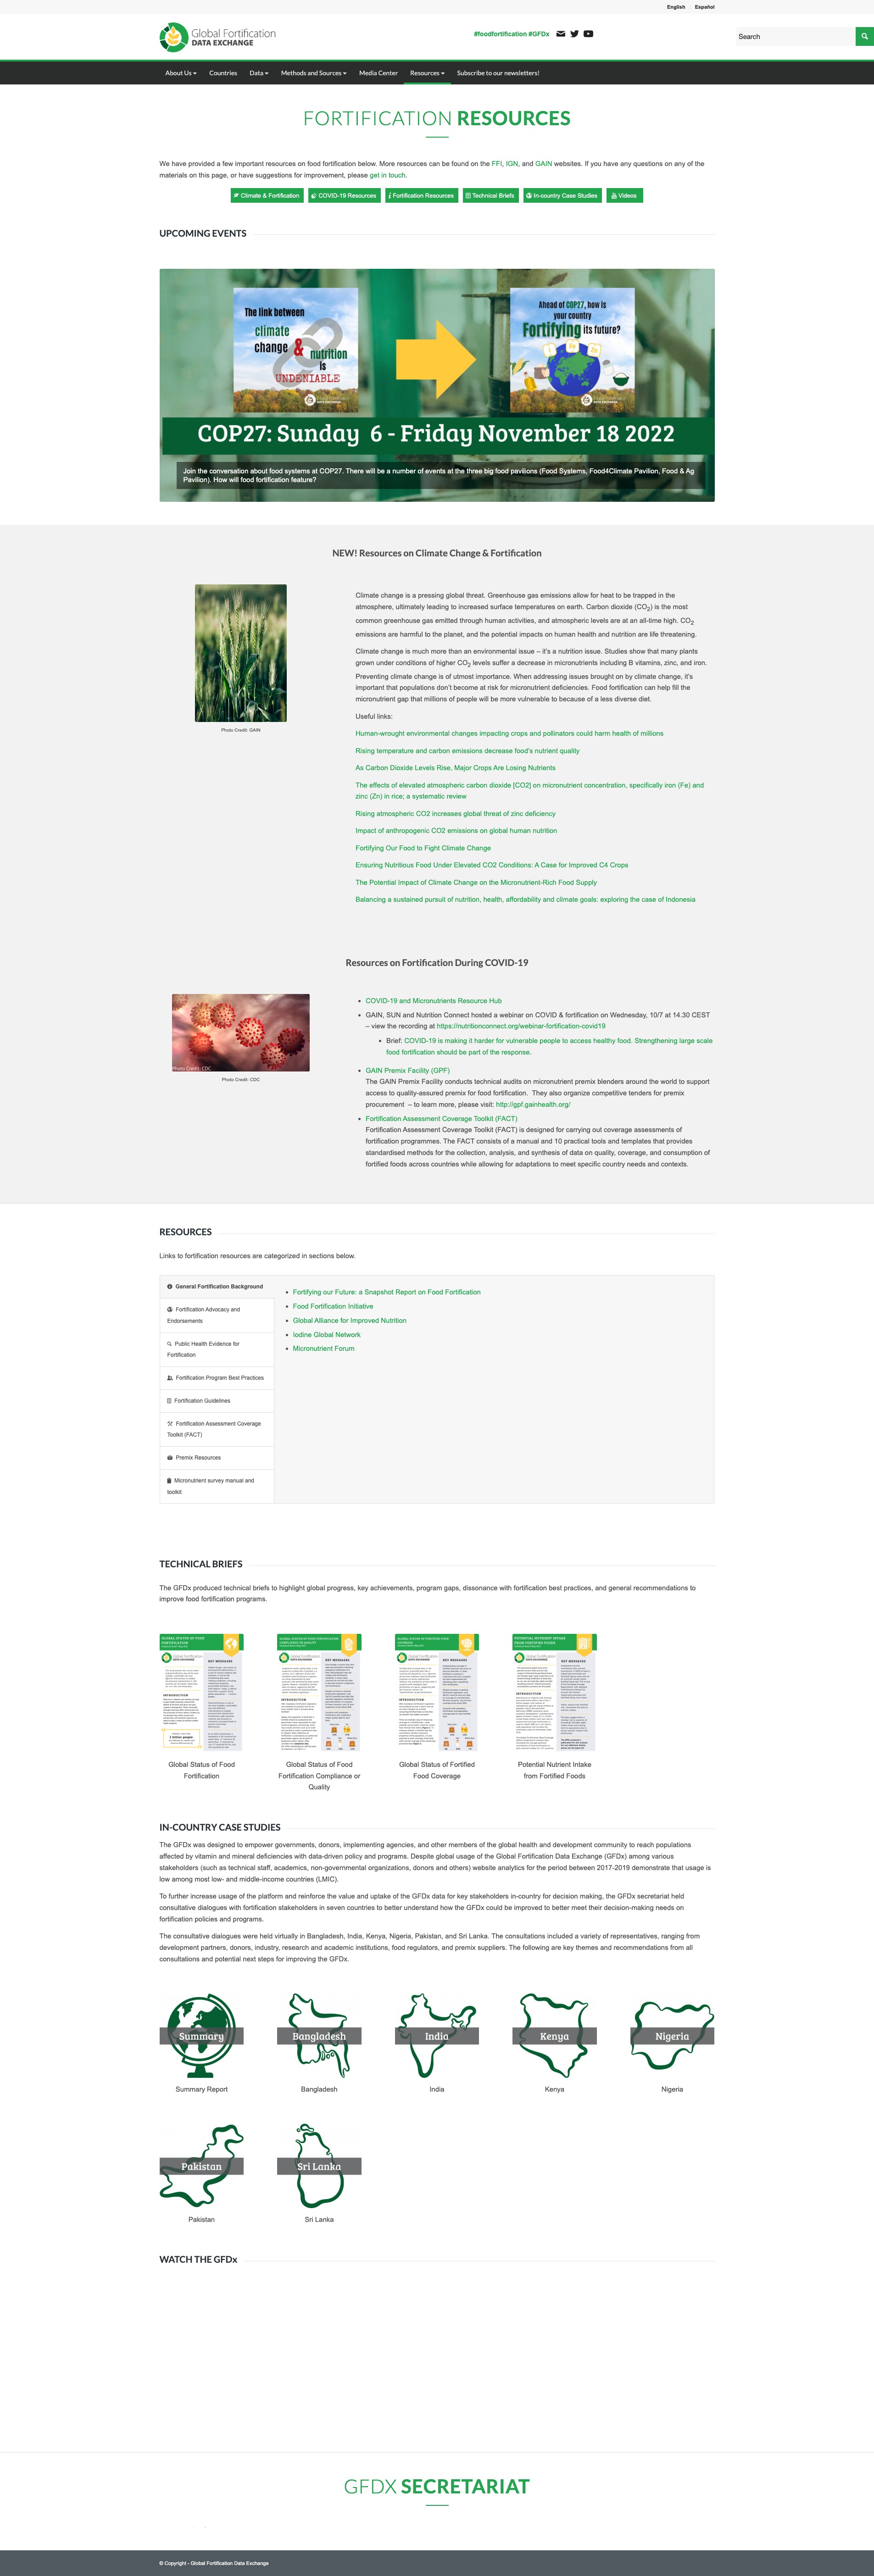 English Español
Global Fortification
DATA EXCHANGE
#foodfortification #GFDx
Search
About Us Countries Data Methods and Sources Media Center Resources Subscribe to our newsletters!
FORTIFICATION RESOURCES
We have provided a few important resources on food fortification below. More resources can be found on the FFI, IGN, and GAIN websites. If you have any questions on any of the
materials on this page, or have suggestions for improvement, please get in touch.
Climate & Fortification COVID-19 Resources Fortification Resources Technical Briefs In-country Case Studies Videos
UPCOMING EVENTS
The link between
climate
change & nutrition
is
UNDENIABLE
Ahead of COP27, how is
your country
Fortifying its future?
COP27: Sunday 6 - Friday November 18 2022
Join the conversation about food systems at COP27. There will be a number of events at the three big food pavilions (Food Systems, Food4Climate Pavilion, Food & Ag
Pavilion). How will food fortification feature?
NEW! Resources on Climate Change & Fortification
Photo Credit: GAIN
Climate change is a pressing global threat. Greenhouse gas emissions allow for heat to be trapped in the
atmosphere, ultimately leading to increased surface temperatures on earth. Carbon dioxide (CO2) is the most
common greenhouse gas emitted through human activities, and atmospheric levels are at an all-time high. CO2
emissions are harmful to the planet, and the potential impacts on human health and nutrition are life threatening.
Climate change is much more than an environmental issue – it's a nutrition issue. Studies show that many plants
grown under conditions of higher CO2 levels suffer a decrease in micronutrients including B vitamins, zinc, and iron.
Preventing climate change is of utmost importance. When addressing issues brought on by climate change, it's
important that populations don't become at risk for micronutrient deficiencies. Food fortification can help fill the
micronutrient gap that millions of people will be more vulnerable to because of a less diverse diet.
Useful links:
Human-wrought environmental changes impacting crops and pollinators could harm health of millions
Rising temperature and carbon emissions decrease food's nutrient quality
As Carbon Dioxide Levels Rise, Major Crops Are Losing Nutrients
The effects of elevated atmospheric carbon dioxide [CO2] on micronutrient concentration, specifically iron (Fe) and
zinc (Zn) in rice; a systematic review
Rising atmospheric CO2 increases global threat of zinc deficiency
Impact of anthropogenic CO2 emissions on global human nutrition
Fortifying Our Food to Fight Climate Change
Ensuring Nutritious Food Under Elevated CO2 Conditions: A Case for Improved C4 Crops
The Potential Impact of Climate Change on the Micronutrient-Rich Food Supply
Balancing a sustained pursuit of nutrition, health, affordability and climate goals: exploring the case of Indonesia
Resources on Fortification During COVID-19
Photo Credit: CDC
Photo Credit: CDC
COVID-19 and Micronutrients Resource Hub
GAIN, SUN and Nutrition Connect hosted a webinar on COVID & fortification on Wednesday, 10/7 at 14.30 CEST
– view the recording at https://nutritionconnect.org/webinar-fortification-covid19
Brief: COVID-19 is making it harder for vulnerable people to access healthy food. Strengthening large scale
food fortification should be part of the response.
GAIN Premix Facility (GPF)
The GAIN Premix Facility conducts technical audits on micronutrient premix blenders around the world to support
access to quality-assured premix for food fortification. They also organize competitive tenders for premix
procurement – to learn more, please visit: http://gpf.gainhealth.org/
Fortification Assessment Coverage Toolkit (FACT)
Fortification Assessment Coverage Toolkit (FACT) is designed for carrying out coverage assessments of
fortification programmes. The FACT consists of a manual and 10 practical tools and templates that provides
standardised methods for the collection, analysis, and synthesis of data on quality, coverage, and consumption of
fortified foods across countries while allowing for adaptations to meet specific country needs and contexts.
RESOURCES
Links to fortification resources are categorized in sections below.
General Fortification Background
Fortification Advocacy and
Endorsements
Public Health Evidence for
Fortification
Fortification Program Best Practices
Fortification Guidelines
Fortification Assessment Coverage
Toolkit (FACT)
Premix Resources
Micronutrient survey manual and
toolkit
Fortifying our Future: a Snapshot Report on Food Fortification
Food Fortification Initiative
Global Alliance for Improved Nutrition
Iodine Global Network
Micronutrient Forum
TECHNICAL BRIEFS
The GFDx produced technical briefs to highlight global progress, key achievements, program gaps, dissonance with fortification best practices, and general recommendations to
improve food fortification programs.
Global Status of Food
Fortification
Global Status of Food
Fortification Compliance or
Quality
Global Status of Fortified
Food Coverage
Potential Nutrient Intake
from Fortified Foods
IN-COUNTRY CASE STUDIES
The GFDx was designed to empower governments, donors, implementing agencies, and other members of the global health and development community to reach populations
affected by vitamin and mineral deficiencies with data-driven policy and programs. Despite global usage of the Global Fortification Data Exchange (GFDx) among various
stakeholders (such as technical staff, academics, non-governmental organizations, donors and others) website analytics for the period between 2017-2019 demonstrate that usage is
low among most low- and middle-income countries (LMIC).
To further increase usage of the platform and reinforce the value and uptake of the GFDx data for key stakeholders in-country for decision making, the GFDx secretariat held
consultative dialogues with fortification stakeholders in seven countries to better understand how the GFDx could be improved to better meet their decision-making needs on
fortification policies and programs.
The consultative dialogues were held virtually in Bangladesh, India, Kenya, Nigeria, Pakistan, and Sri Lanka. The consultations included a variety of representatives, ranging from
development partners, donors, industry, research and academic institutions, food regulators, and premix suppliers. The following are key themes and recommendations from all
consultations and potential next steps for improving the GFDx.
Summary Bangladesh India Kenya Nigeria
Summary Report Bangladesh India Kenya Nigeria
Pakistan Sri Lanka
Pakistan Sri Lanka
WATCH THE GFDx
GFDX SECRETARIAT
© Copyright - Global Fortification Data Exchange